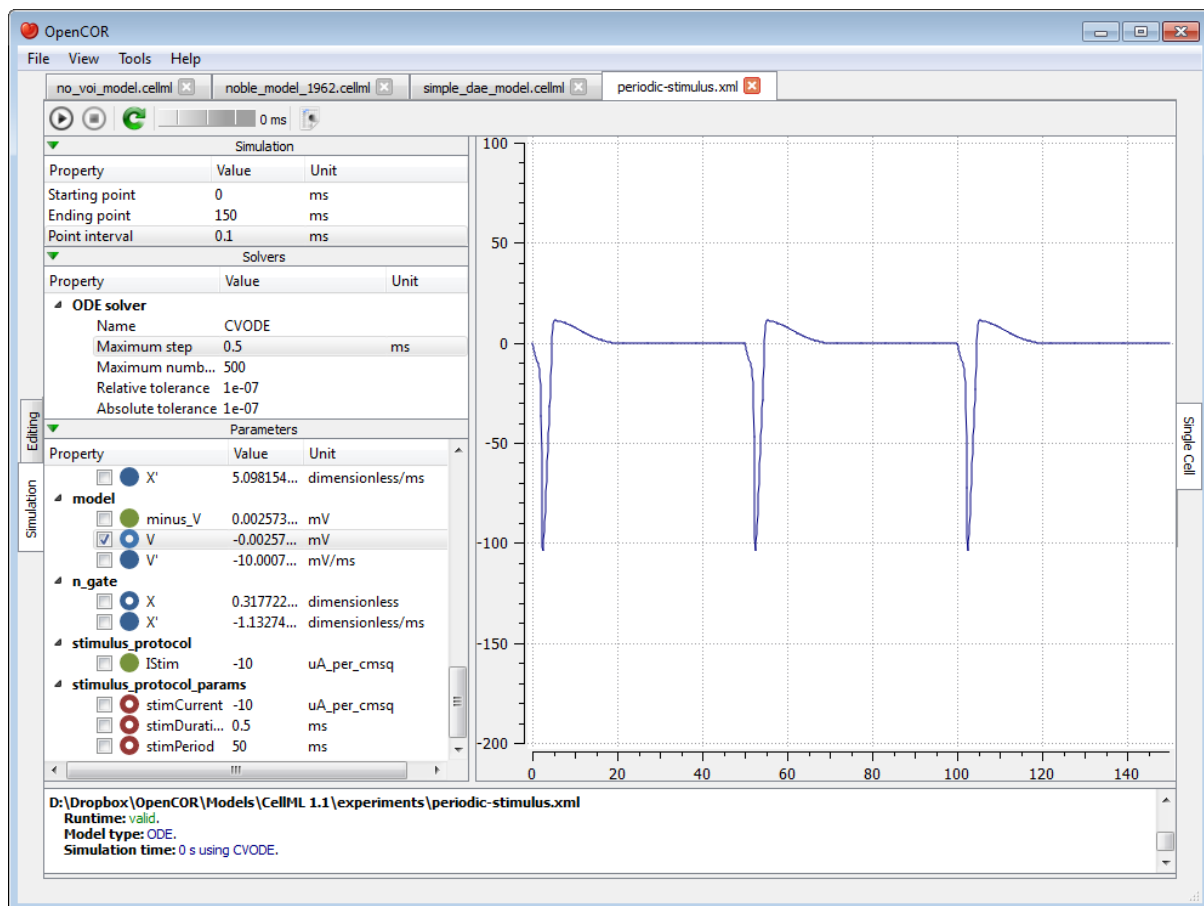 OpenCOR
File View Tools Help
no_voi_model.cellml noble_model_1962.cellml simple_dae_model.cellml periodic-stimulus.xml
0 ms
Simulation
Property Value Unit
Starting point 0 ms
Ending point 150 ms
Point interval 0.1 ms
Solvers
Property Value Unit
ODE solver
Name CVODE
Maximum step 0.5 ms
Maximum numb... 500
Relative tolerance 1e-07
Absolute tolerance 1e-07
Parameters
Property Value Unit
X' 5.098154... dimensionless/ms
model
minus_V 0.002573... mV
V -0.00257... mV
V' -10.0007... mV/ms
n_gate
X 0.317722... dimensionless
X' -1.13274... dimensionless/ms
stimulus_protocol
IStim -10 uA_per_cmsq
stimulus_protocol_params
stimCurrent -10 uA_per_cmsq
stimDurati... 0.5 ms
stimPeriod 50 ms
Editing
Simulation
100
50
0
-50
-100
-150
-200
0 20 40 60 80 100 120 140
Single Cell
D:\Dropbox\OpenCOR\Models\CellML 1.1\experiments\periodic-stimulus.xml
Runtime: valid.
Model type: ODE.
Simulation time: 0 s using CVODE.